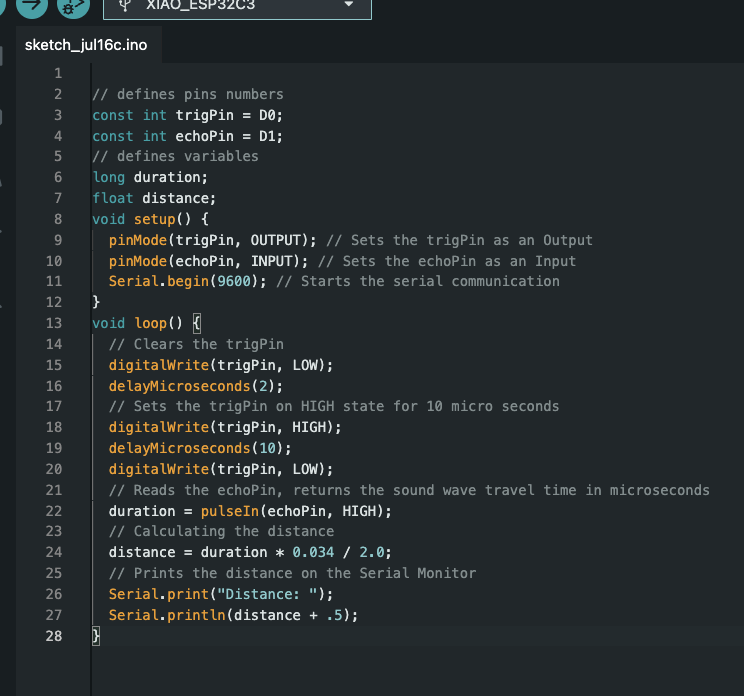 XIAO_ESP32C3
sketch_jul16c.ino
1
2 // defines pins numbers
3 const int trigPin = D0;
4 const int echoPin = D1;
5 // defines variables
6 long duration;
7 float distance;
8 void setup() {
9   pinMode(trigPin, OUTPUT); // Sets the trigPin as an Output
10   pinMode(echoPin, INPUT); // Sets the echoPin as an Input
11   Serial.begin(9600); // Starts the serial communication
12 }
13 void loop() {
14   // Clears the trigPin
15   digitalWrite(trigPin, LOW);
16   delayMicroseconds(2);
17   // Sets the trigPin on HIGH state for 10 micro seconds
18   digitalWrite(trigPin, HIGH);
19   delayMicroseconds(10);
20   digitalWrite(trigPin, LOW);
21   // Reads the echoPin, returns the sound wave travel time in microseconds
22   duration = pulseIn(echoPin, HIGH);
23   // Calculating the distance
24   distance = duration * 0.034 / 2.0;
25   // Prints the distance on the Serial Monitor
26   Serial.print("Distance: ");
27   Serial.println(distance + .5);
28 }